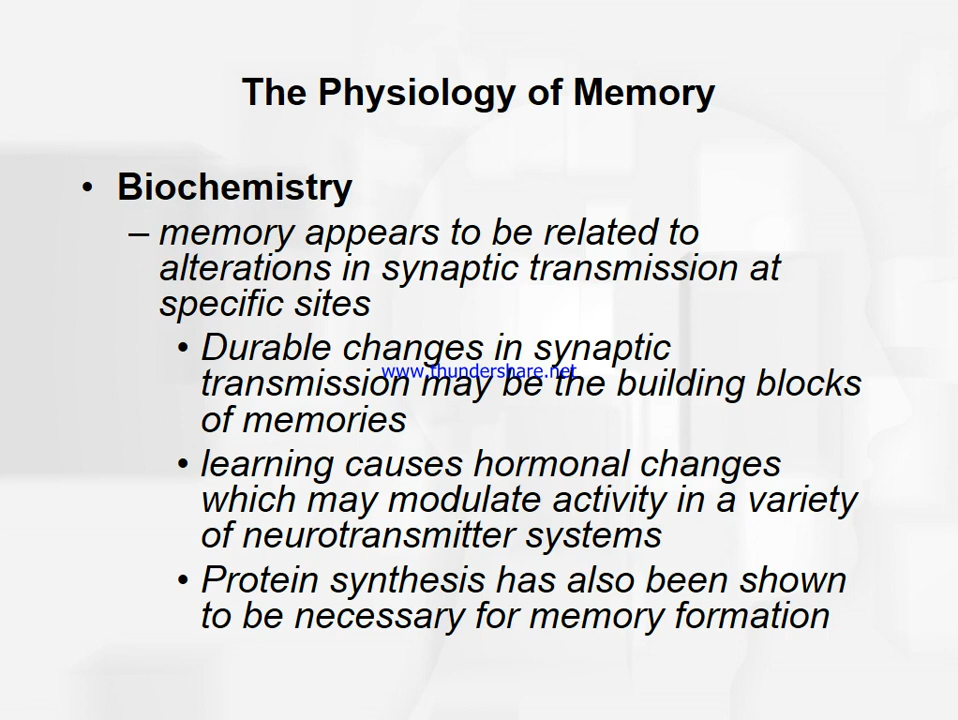 The Physiology of Memory
• Biochemistry
– memory appears to be related to
alterations in synaptic transmission at
specific sites
• Durable changes in synaptic
www.thundershare.net
transmission may be the building blocks
of memories
• learning causes hormonal changes
which may modulate activity in a variety
of neurotransmitter systems
• Protein synthesis has also been shown
to be necessary for memory formation